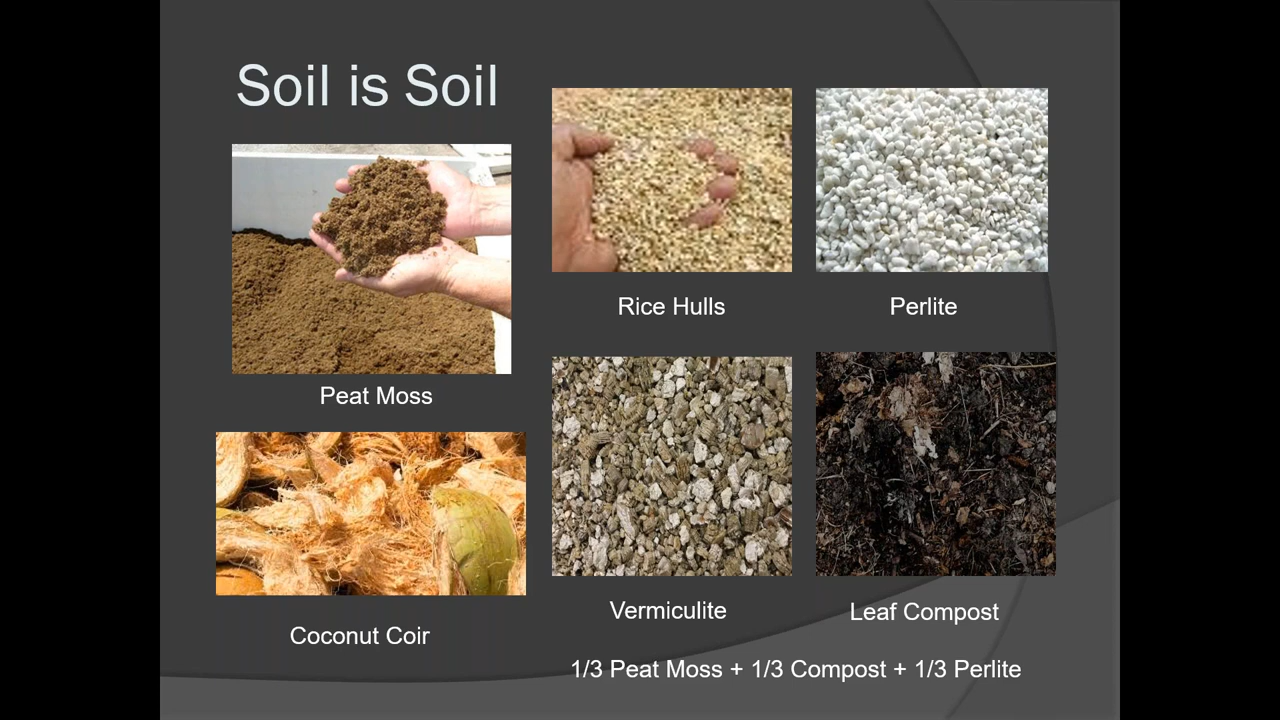 Soil is Soil
Rice Hulls
Perlite
Peat Moss
Vermiculite
Leaf Compost
Coconut Coir
1/3 Peat Moss + 1/3 Compost + 1/3 Perlite